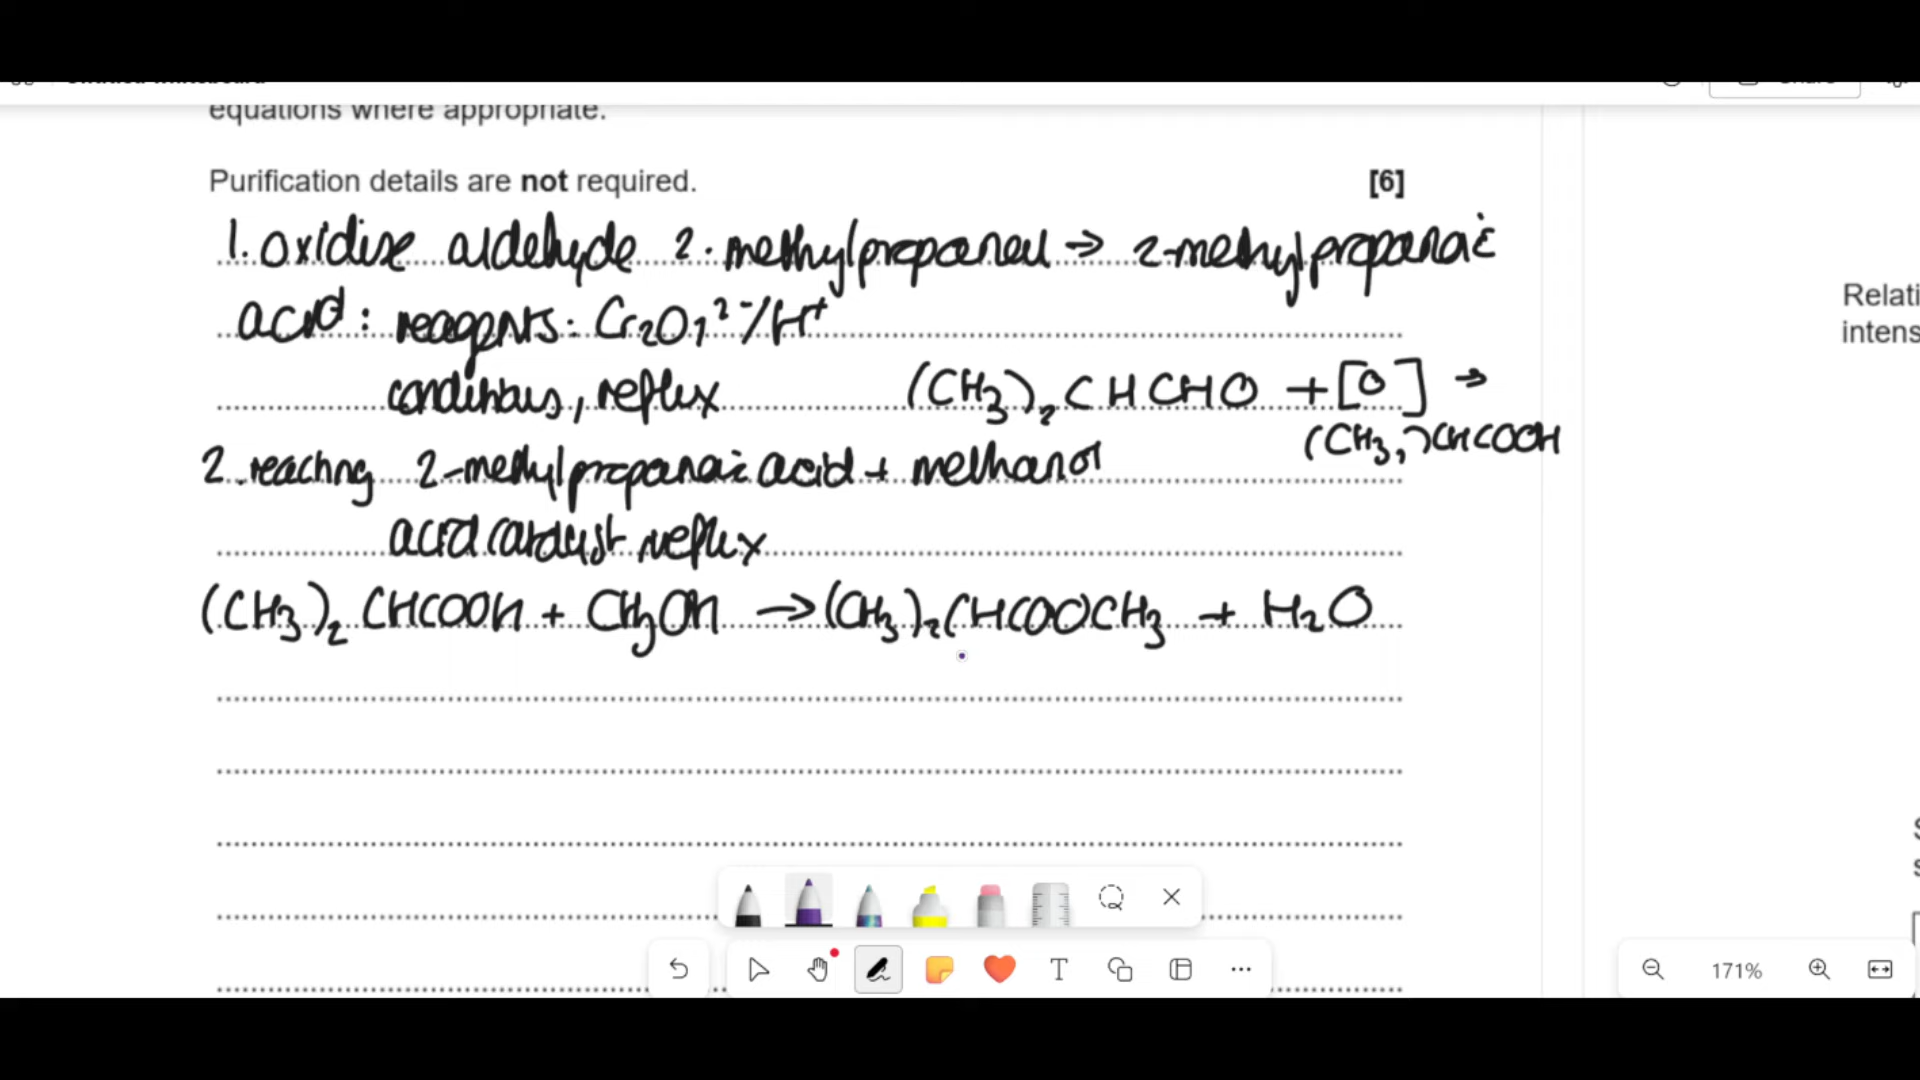 equations where appropriate.
Purification details are not required. [6]
1. oxidise aldehyde 2-methylpropanal → 2-methylpropanoic
acid: reagents: Cr₂O₇²⁻/H⁺
conditions, reflux (CH₃)₂CHCHO + [O] →
(CH₃)₂CHCOOH
2. reacting 2-methylpropanoic acid + methanol
acid catalyst reflux
(CH₃)₂CHCOOH + CH₃OH → (CH₃)₂CHCOOCH₃ + H₂O
Relati
intens
S
s
T
171%